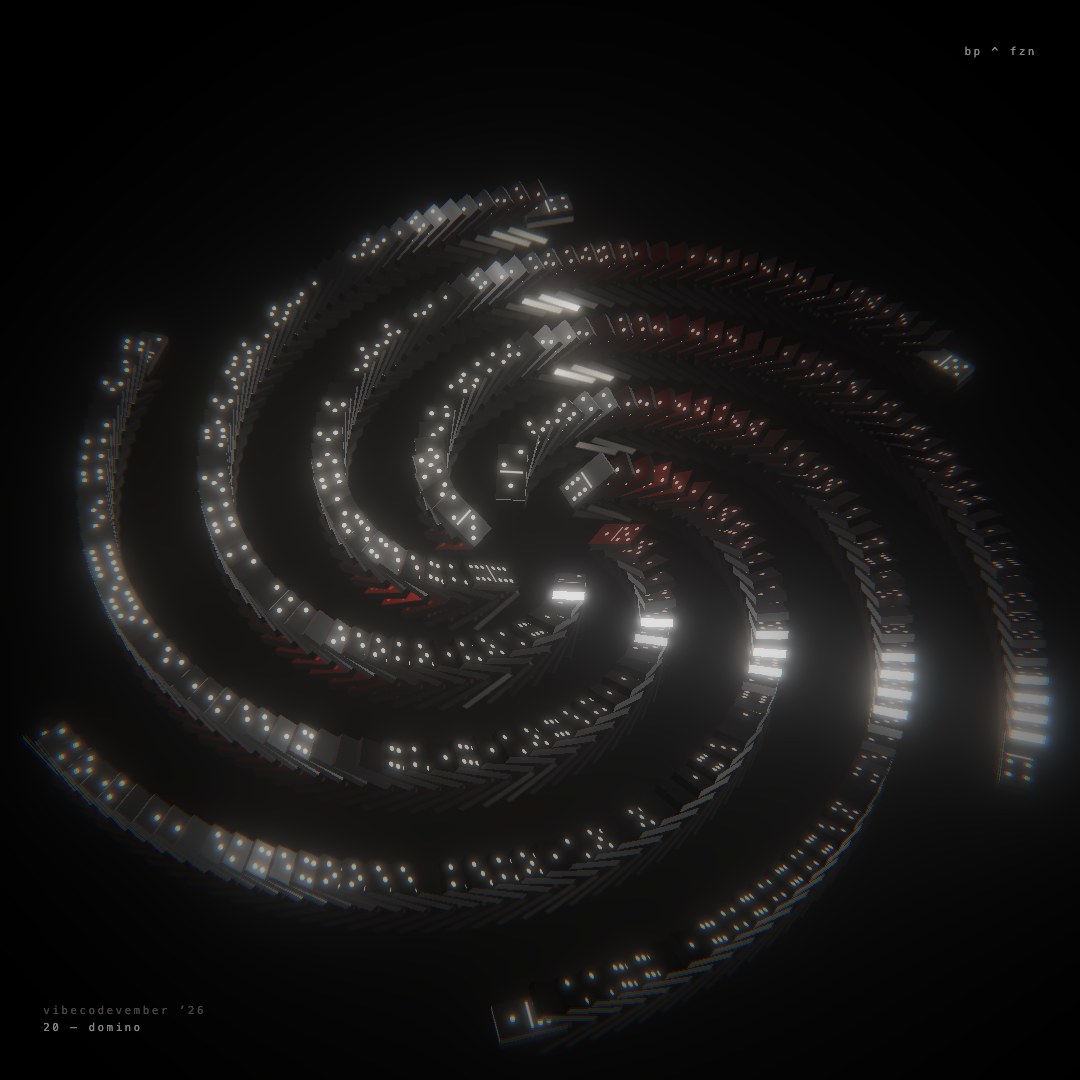 bp ^ fzn
vibecodevember '26
20 — domino